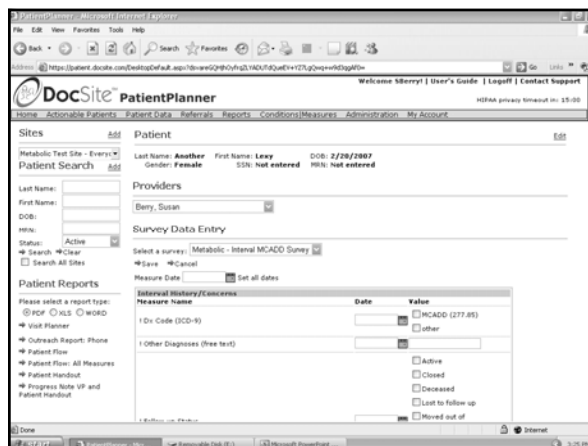 PatientPlanner - Microsoft Internet Explorer
File Edit View Favorites Tools Help
Back Search Favorites
Address Go Links
Welcome SBerry! | User's Guide | Logoff | Contact Support
DocSite PatientPlanner
HIPAA privacy timeout in: 15:00
Home Actionable Patients Patient Data Referrals Reports Conditions|Measures Administration My Account
Sites Add
Metabolic Test Site -
Patient Search Add
Last Name:
First Name:
DOB:
MRN:
Status: Active
Search Clear
Search All Sites
Patient Reports
Please select a report type:
PDF XLS WORD
Visit Planner
Outreach Report: Phone
Patient Flow
Patient Flow: All Measures
Patient Handout
Progress Note VP and
Patient Handout
Patient Edit
Last Name: Another First Name: Lexy DOB: 2/20/2007
Gender: Female SSN: Not entered MRN: Not entered
Providers
Berry, Susan
Survey Data Entry
Select a survey: Metabolic - Interval MCADD Survey
Save Cancel
Measure Date Set all dates
Interval History/Concerns
Measure Name Date Value
! Dx Code (ICD-9) MCADD (277.85)
other
! Other Diagnoses (free text)
Active
Closed
Deceased
Lost to follow up
! Follow-up Status Moved out of
Done Internet
START PatientPlanner - Mic... Removable Disk (E:) Microsoft PowerPoint ...